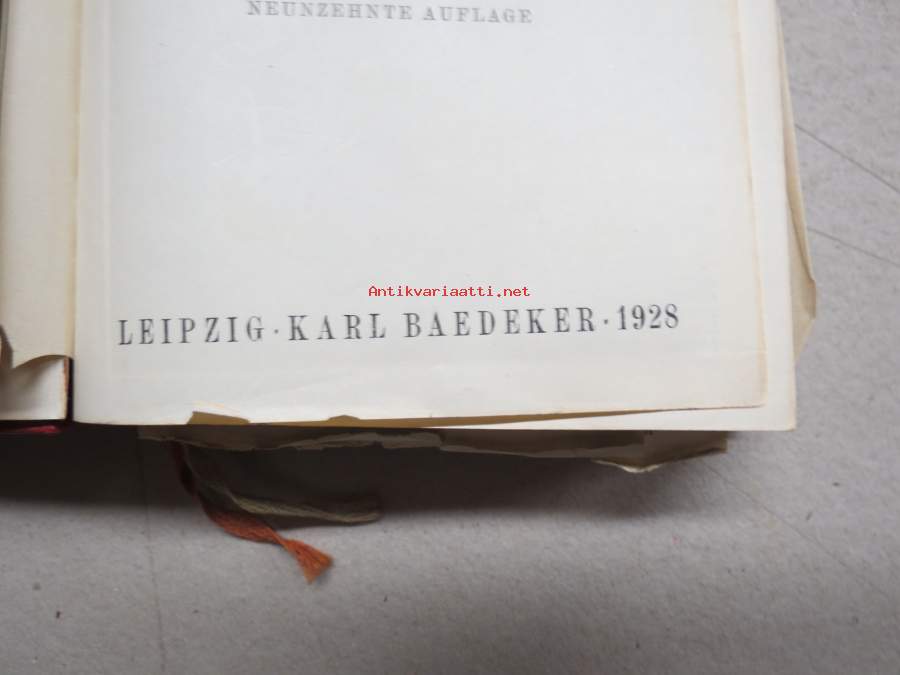 NEUNZEHNTE AUFLAGE
Antikvariaatti.net
LEIPZIG · KARL BAEDEKER · 1928